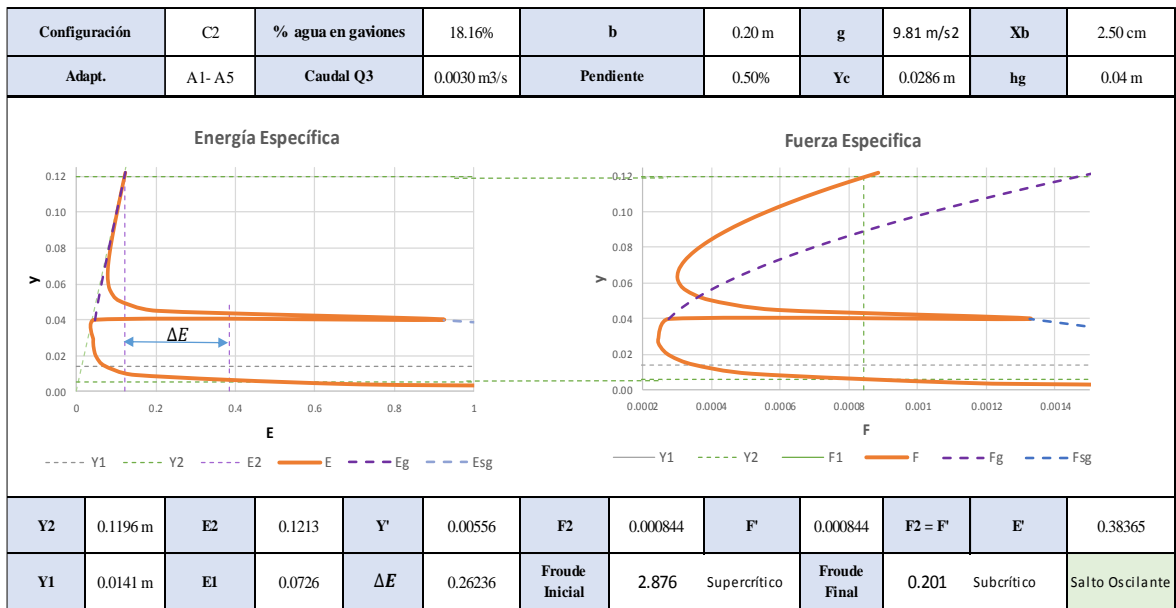 Configuración C2 % agua en gaviones 18.16% b 0.20 m g 9.81 m/s2 Xb 2.50 cm
Adapt. A1- A5 Caudal Q3 0.0030 m3/s Pendiente 0.50% Yc 0.0286 m hg 0.04 m
Energía Específica
0.12
0.10
0.08
0.06
0.04
0.02
0.00
y
ΔE
0 0.2 0.4 0.6 0.8 1
E
Y1 Y2 E2 E Eg Esg
Fuerza Especifica
0.12
0.10
0.08
0.06
0.04
0.02
0.00
y
0.0002 0.0004 0.0006 0.0008 0.001 0.0012 0.0014
F
Y1 Y2 F1 F Fg Fsg
Y2 0.1196 m E2 0.1213 Y' 0.00556 F2 0.000844 F' 0.000844 F2 = F' E' 0.38365
Y1 0.0141 m E1 0.0726 ΔE 0.26236 Froude Inicial 2.876 Supercrítico Froude Final 0.201 Subcrítico Salto Oscilante